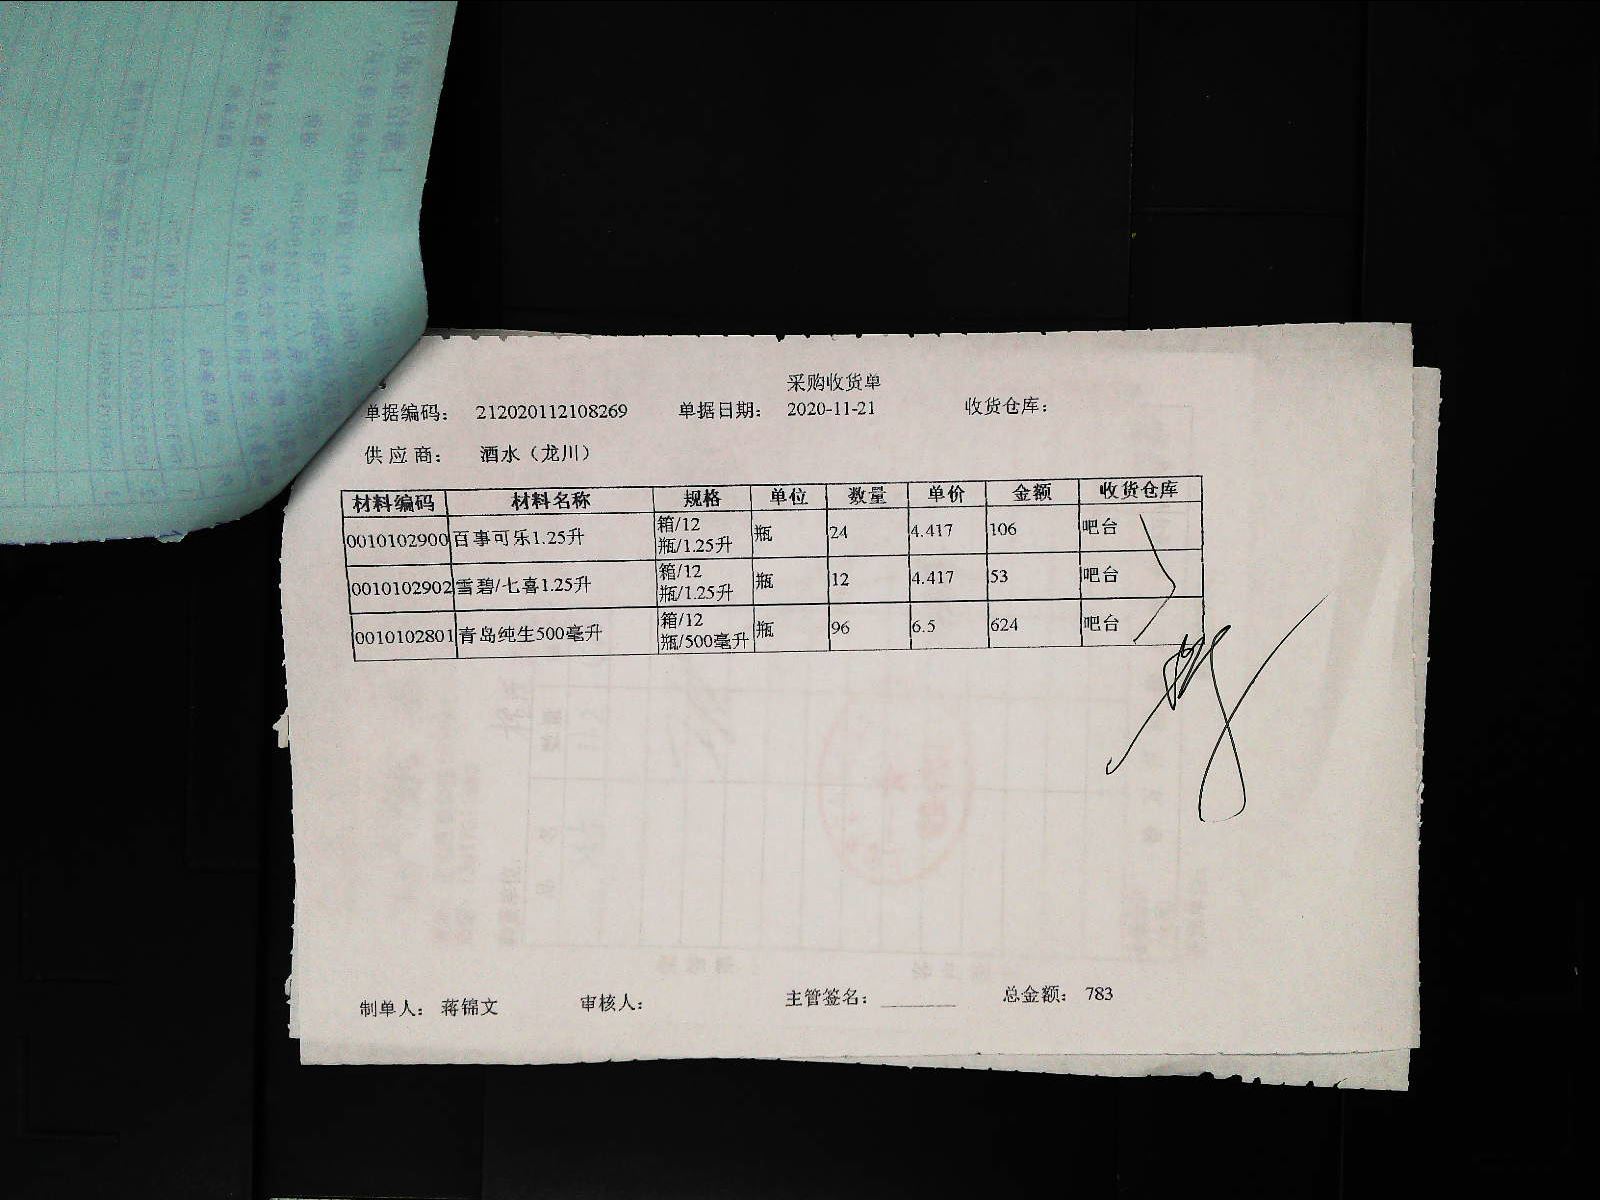 采购收货单
单据编码： 212020112108269 单据日期： 2020-11-21 收货仓库：
供 应 商： 酒水（龙川）
材料编码 材料名称 规格 单位 数量 单价 金额 收货仓库
0010102900 百事可乐1.25升 箱/12瓶/1.25升 瓶 24 4.417 106 吧台
0010102902 雪碧/七喜1.25升 箱/12瓶/1.25升 瓶 12 4.417 53 吧台
0010102801 青岛纯生500毫升 箱/12瓶/500毫升 瓶 96 6.5 624 吧台
制单人： 蒋锦文 审核人： 主管签名： 总金额： 783